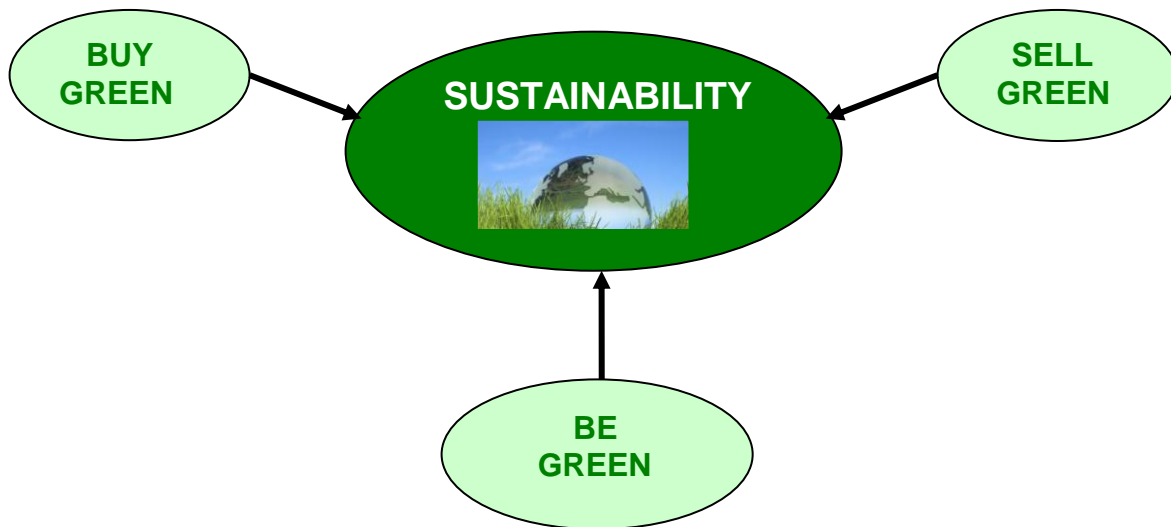 BUY
GREEN
SUSTAINABILITY
SELL
GREEN
BE
GREEN